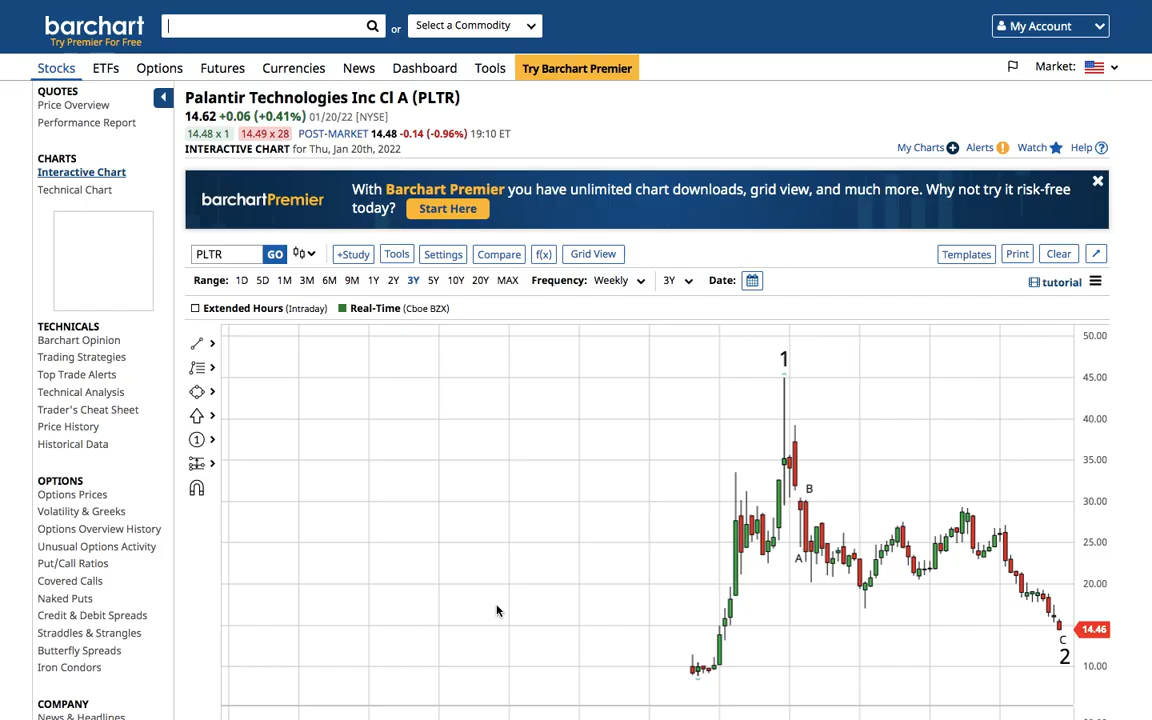 barchart
Try Premier For Free
or
Select a Commodity
My Account
Stocks ETFs Options Futures Currencies News Dashboard Tools Try Barchart Premier
Market:
QUOTES
Price Overview
Performance Report
CHARTS
Interactive Chart
Technical Chart
TECHNICALS
Barchart Opinion
Trading Strategies
Top Trade Alerts
Technical Analysis
Trader's Cheat Sheet
Price History
Historical Data
OPTIONS
Options Prices
Volatility & Greeks
Options Overview History
Unusual Options Activity
Put/Call Ratios
Covered Calls
Naked Puts
Credit & Debit Spreads
Straddles & Strangles
Butterfly Spreads
Iron Condors
COMPANY
News & Headlines
Palantir Technologies Inc Cl A (PLTR)
14.62 +0.06 (+0.41%) 01/20/22 [NYSE]
14.48 x 1 14.49 x 28 POST-MARKET 14.48 -0.14 (-0.96%) 19:10 ET
INTERACTIVE CHART for Thu, Jan 20th, 2022
My Charts Alerts Watch Help
barchartPremier
With Barchart Premier you have unlimited chart downloads, grid view, and much more. Why not try it risk-free
today? Start Here
PLTR GO +Study Tools Settings Compare f(x) Grid View Templates Print Clear
Range: 1D 5D 1M 3M 6M 9M 1Y 2Y 3Y 5Y 10Y 20Y MAX Frequency: Weekly 3Y Date:
tutorial
Extended Hours (Intraday) Real-Time (Cboe BZX)
50.00
1
45.00
40.00
35.00
B
30.00
25.00
A
20.00
14.46
C
2
10.00
1